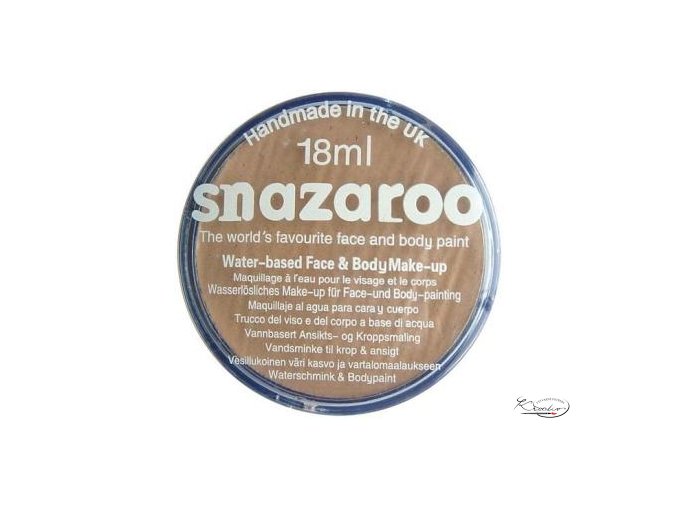 Handmade in the uk
18ml
snazaroo
The world's favourite face and body paint
Water-based Face & Body Make-up
Maquillage à l'eau pour le visage et le corps
Wasserlösliches Make-up für Face-und Body-painting
Maquillaje al agua para cara y cuerpo
Trucco del viso e del corpo a base di acqua
Vannbasert Ansikts- og Kroppsmaling
Vandsminke til krop & ansigt
Vesillukoinen väri kasvo ja vartalomaalaukseen
Waterschmink & Bodypaint